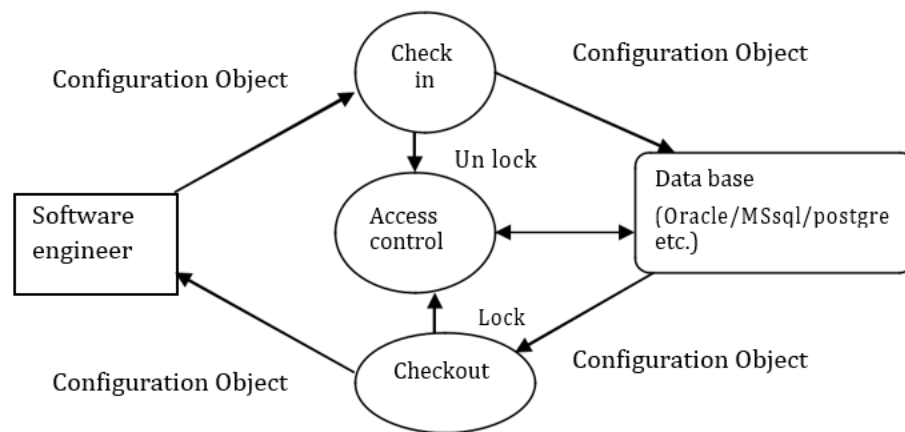 Check
in
Configuration Object
Configuration Object
Un lock
Software
engineer
Access
control
Data base
(Oracle/MSsql/postgre
etc.)
Lock
Checkout
Configuration Object
Configuration Object